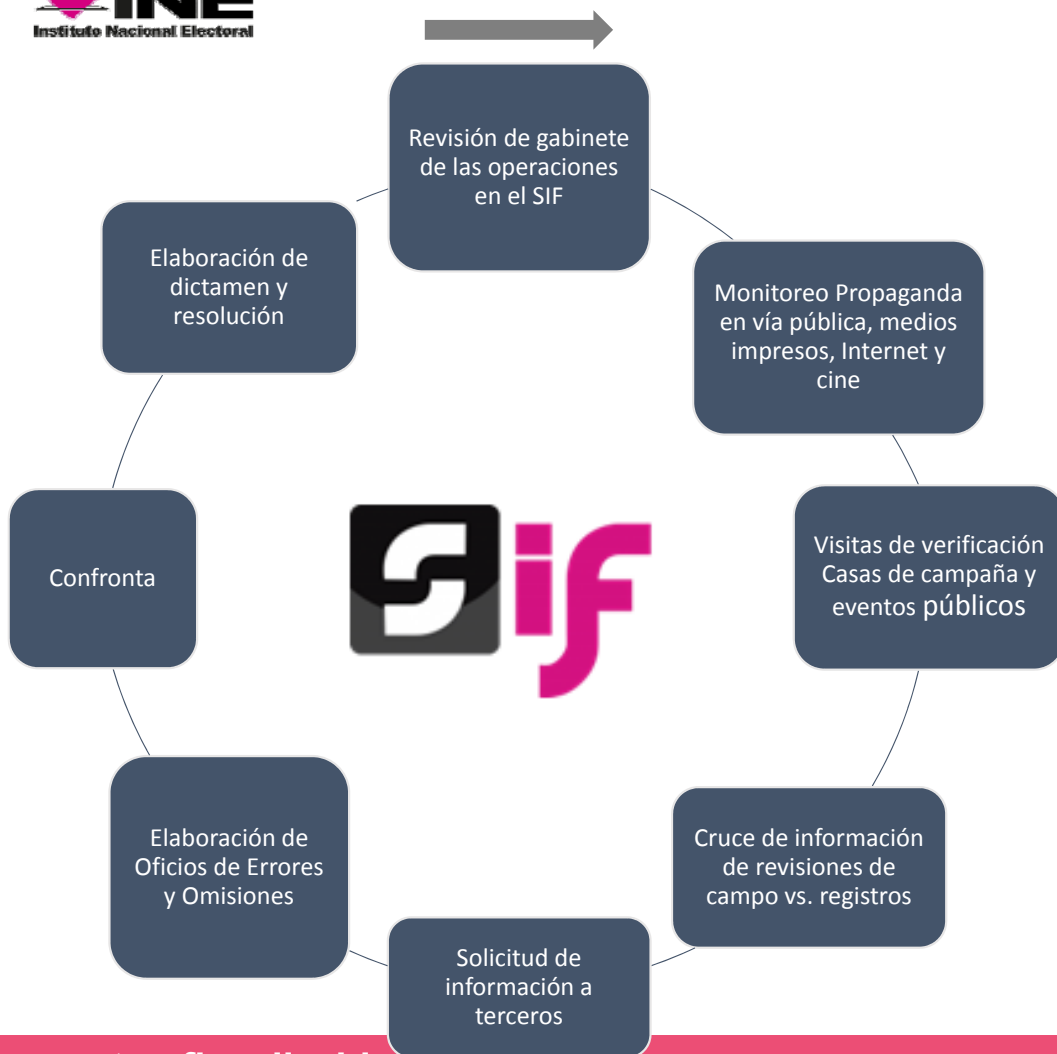 INE
Instituto Nacional Electoral
Revisión de gabinete
de las operaciones
en el SIF
Monitoreo Propaganda
en vía pública, medios
impresos, Internet y
cine
Visitas de verificación
Casas de campaña y
eventos públicos
Cruce de información
de revisiones de
campo vs. registros
Solicitud de
información a
terceros
Elaboración de
Oficios de Errores
y Omisiones
Confronta
Elaboración de
dictamen y
resolución
Sif